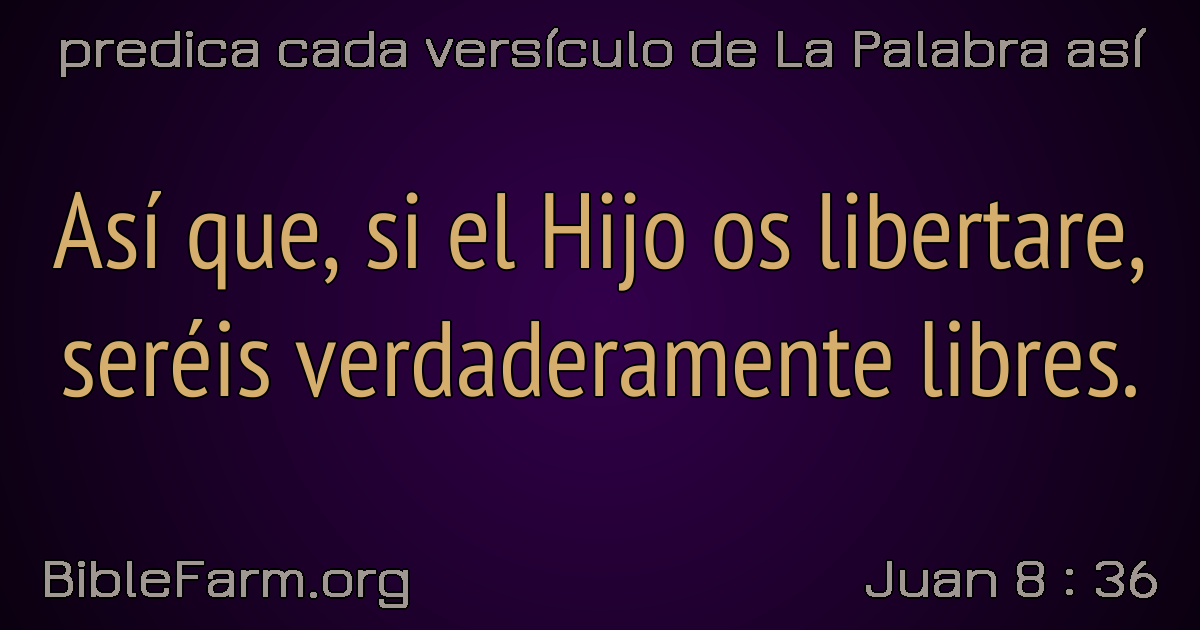 predica cada versículo de La Palabra así
Así que, si el Hijo os libertare,
seréis verdaderamente libres.
BibleFarm.org
Juan 8 : 36